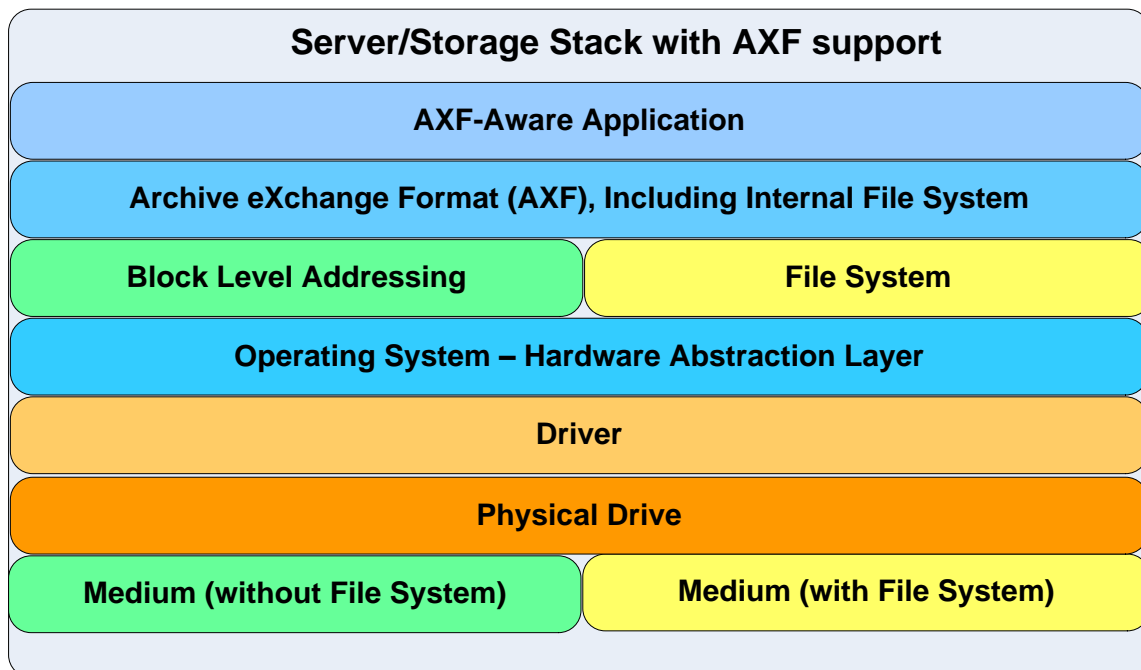 Server/Storage Stack with AXF support
AXF-Aware Application
Archive eXchange Format (AXF), Including Internal File System
Block Level Addressing
File System
Operating System – Hardware Abstraction Layer
Driver
Physical Drive
Medium (without File System)
Medium (with File System)